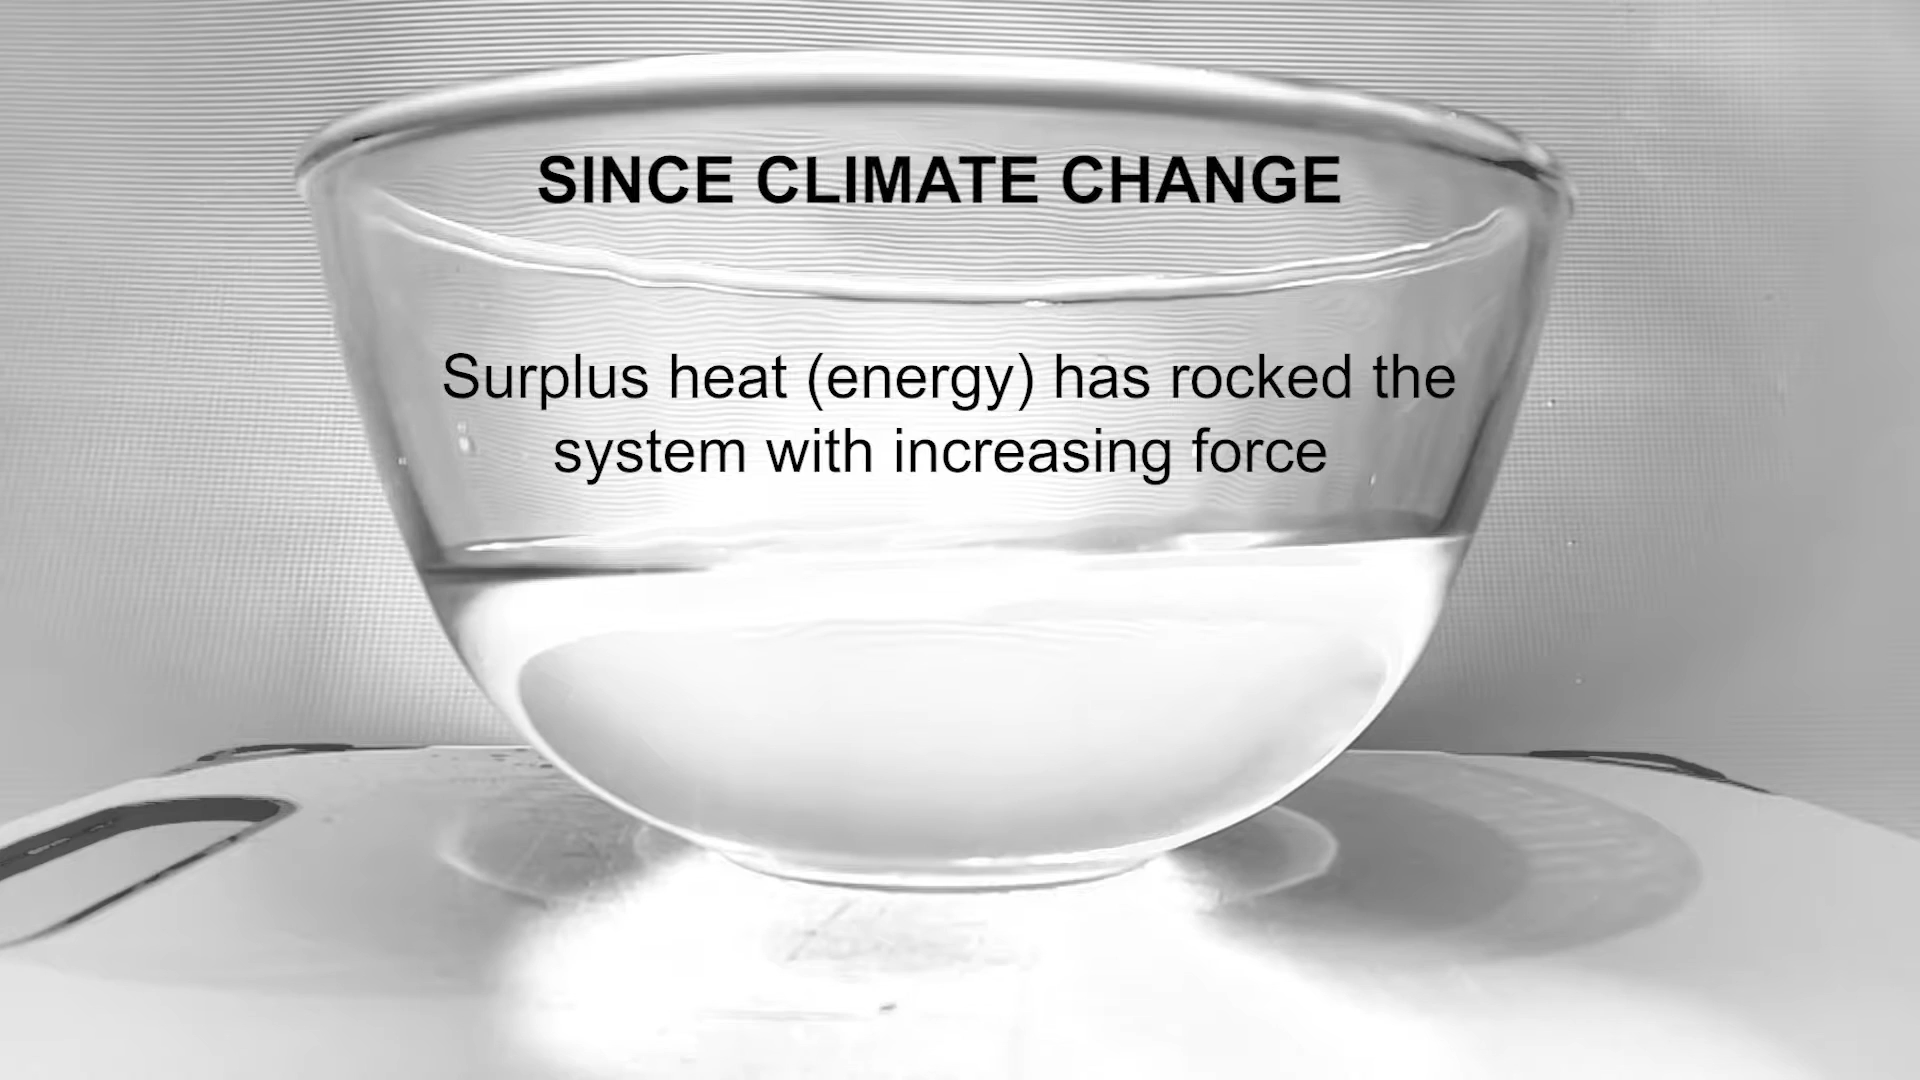 SINCE CLIMATE CHANGE
Surplus heat (energy) has rocked the
system with increasing force